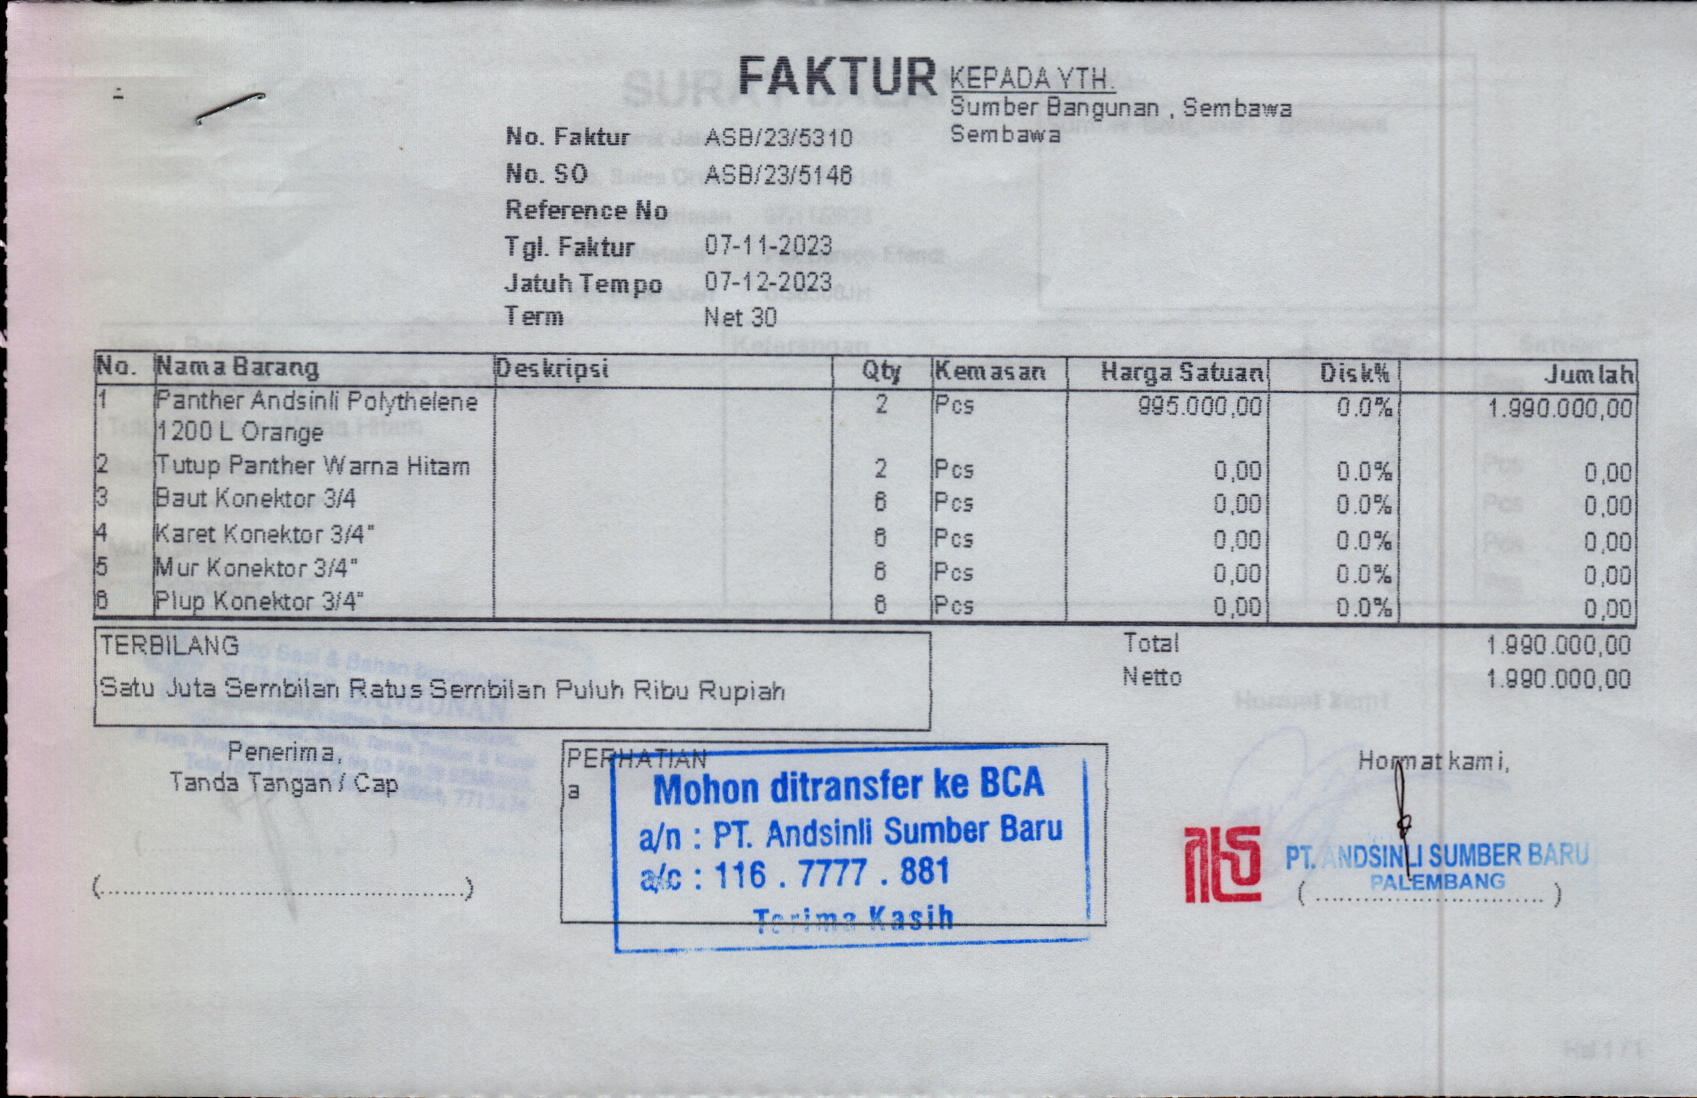 FAKTUR
KEPADA YTH.
Sumber Bangunan , Sembawa
Sembawa
No. Faktur ASB/23/5310
No. SO ASB/23/5146
Reference No
Tgl. Faktur 07-11-2023
Jatuh Tempo 07-12-2023
Term Net 30
No. Nama Barang Deskripsi Qty Kemasan Harga Satuan Disk% Jumlah
1 Panther Andsinli Polythelene 2 Pcs 995.000,00 0.0% 1.990.000,00
1200 L Orange
2 Tutup Panther Warna Hitam 2 Pcs 0,00 0.0% 0,00
3 Baut Konektor 3/4 6 Pcs 0,00 0.0% 0,00
4 Karet Konektor 3/4" 6 Pcs 0,00 0.0% 0,00
5 Mur Konektor 3/4" 6 Pcs 0,00 0.0% 0,00
6 Plup Konektor 3/4" 6 Pcs 0,00 0.0% 0,00
TERBILANG
Satu Juta Sembilan Ratus Sembilan Puluh Ribu Rupiah
Total 1.990.000,00
Netto 1.990.000,00
Penerima,
Tanda Tangan / Cap
(........................................................)
PERHATIAN
a
Mohon ditransfer ke BCA
a/n : PT. Andsinli Sumber Baru
a/c : 116 . 7777 . 881
Terima Kasih
Hormat kami,
PT. ANDSINLI SUMBER BARU
PALEMBANG
( ................................... )